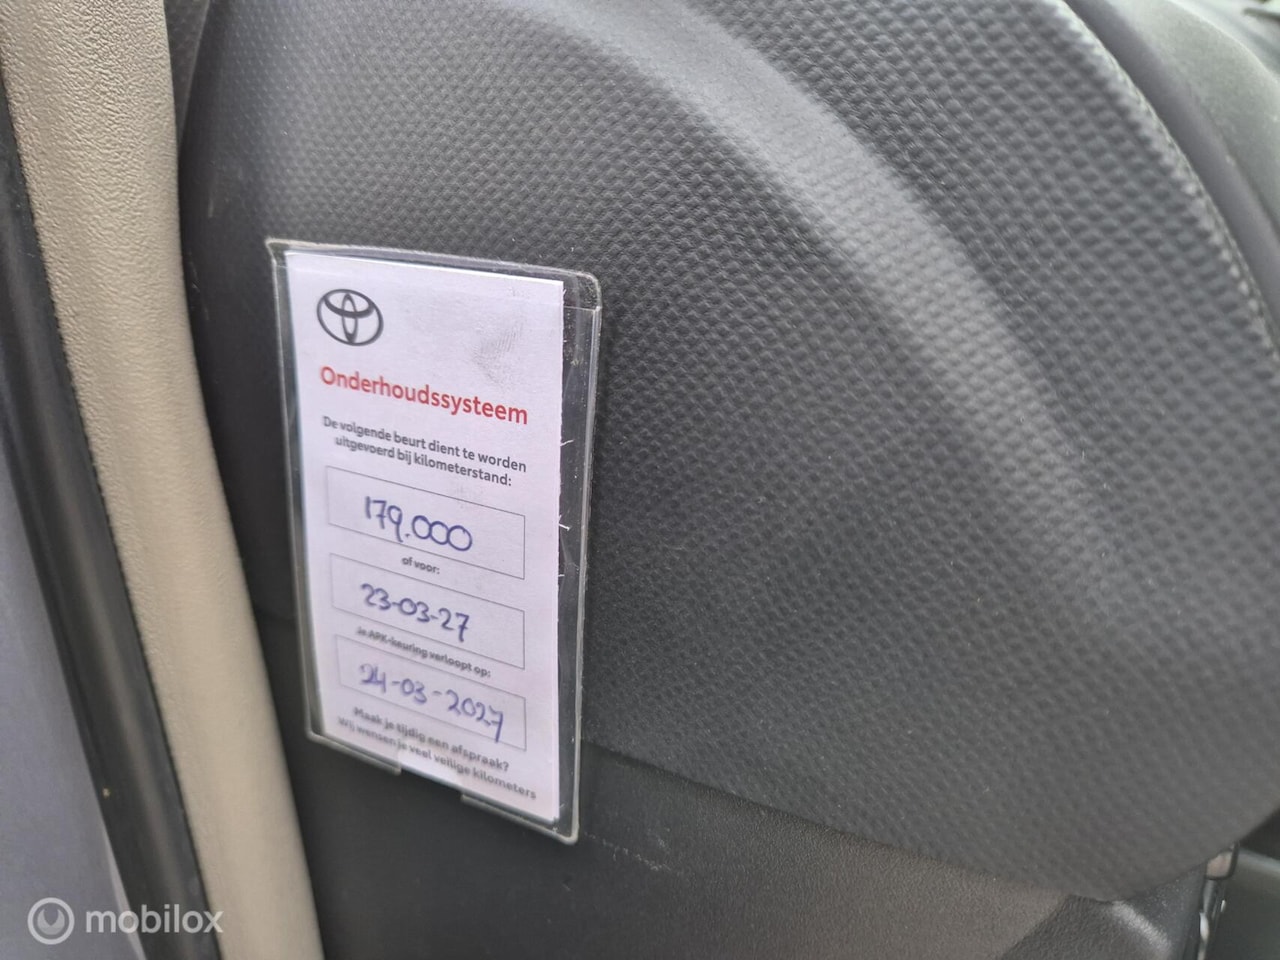 Onderhoudssysteem
De volgende beurt dient te worden
uitgevoerd bij kilometerstand:
179.000
of voor:
23-03-27
Je APK-keuring verloopt op:
24-03-2027
Maak je tijdig een afspraak?
Wij wensen je veel veilige kilometers
mobilox